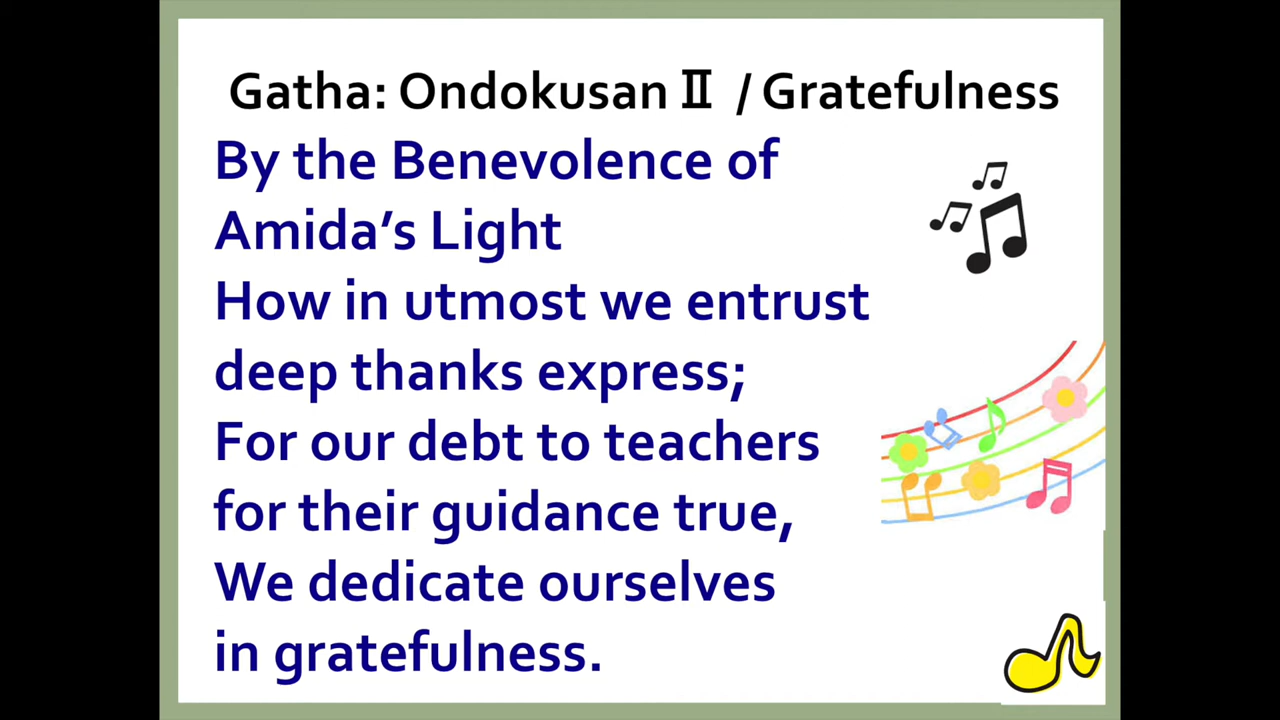 Gatha: Ondokusan Ⅱ / Gratefulness
By the Benevolence of
Amida’s Light
How in utmost we entrust
deep thanks express;
For our debt to teachers
for their guidance true,
We dedicate ourselves
in gratefulness.